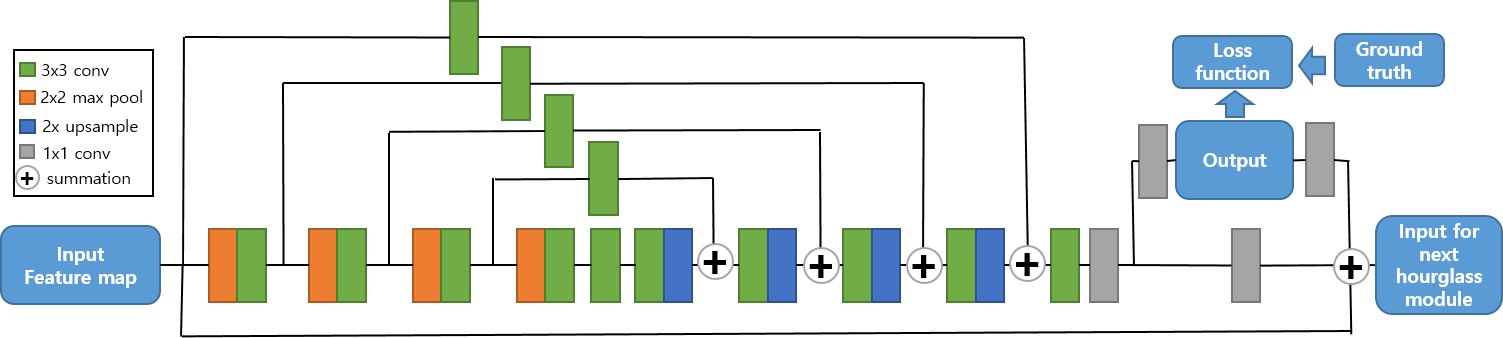 3x3 conv
2x2 max pool
2x upsample
1x1 conv
+ summation
Input
Feature map
+
+
+
+
Loss
function
Ground
truth
Output
+
Input for
next
hourglass
module